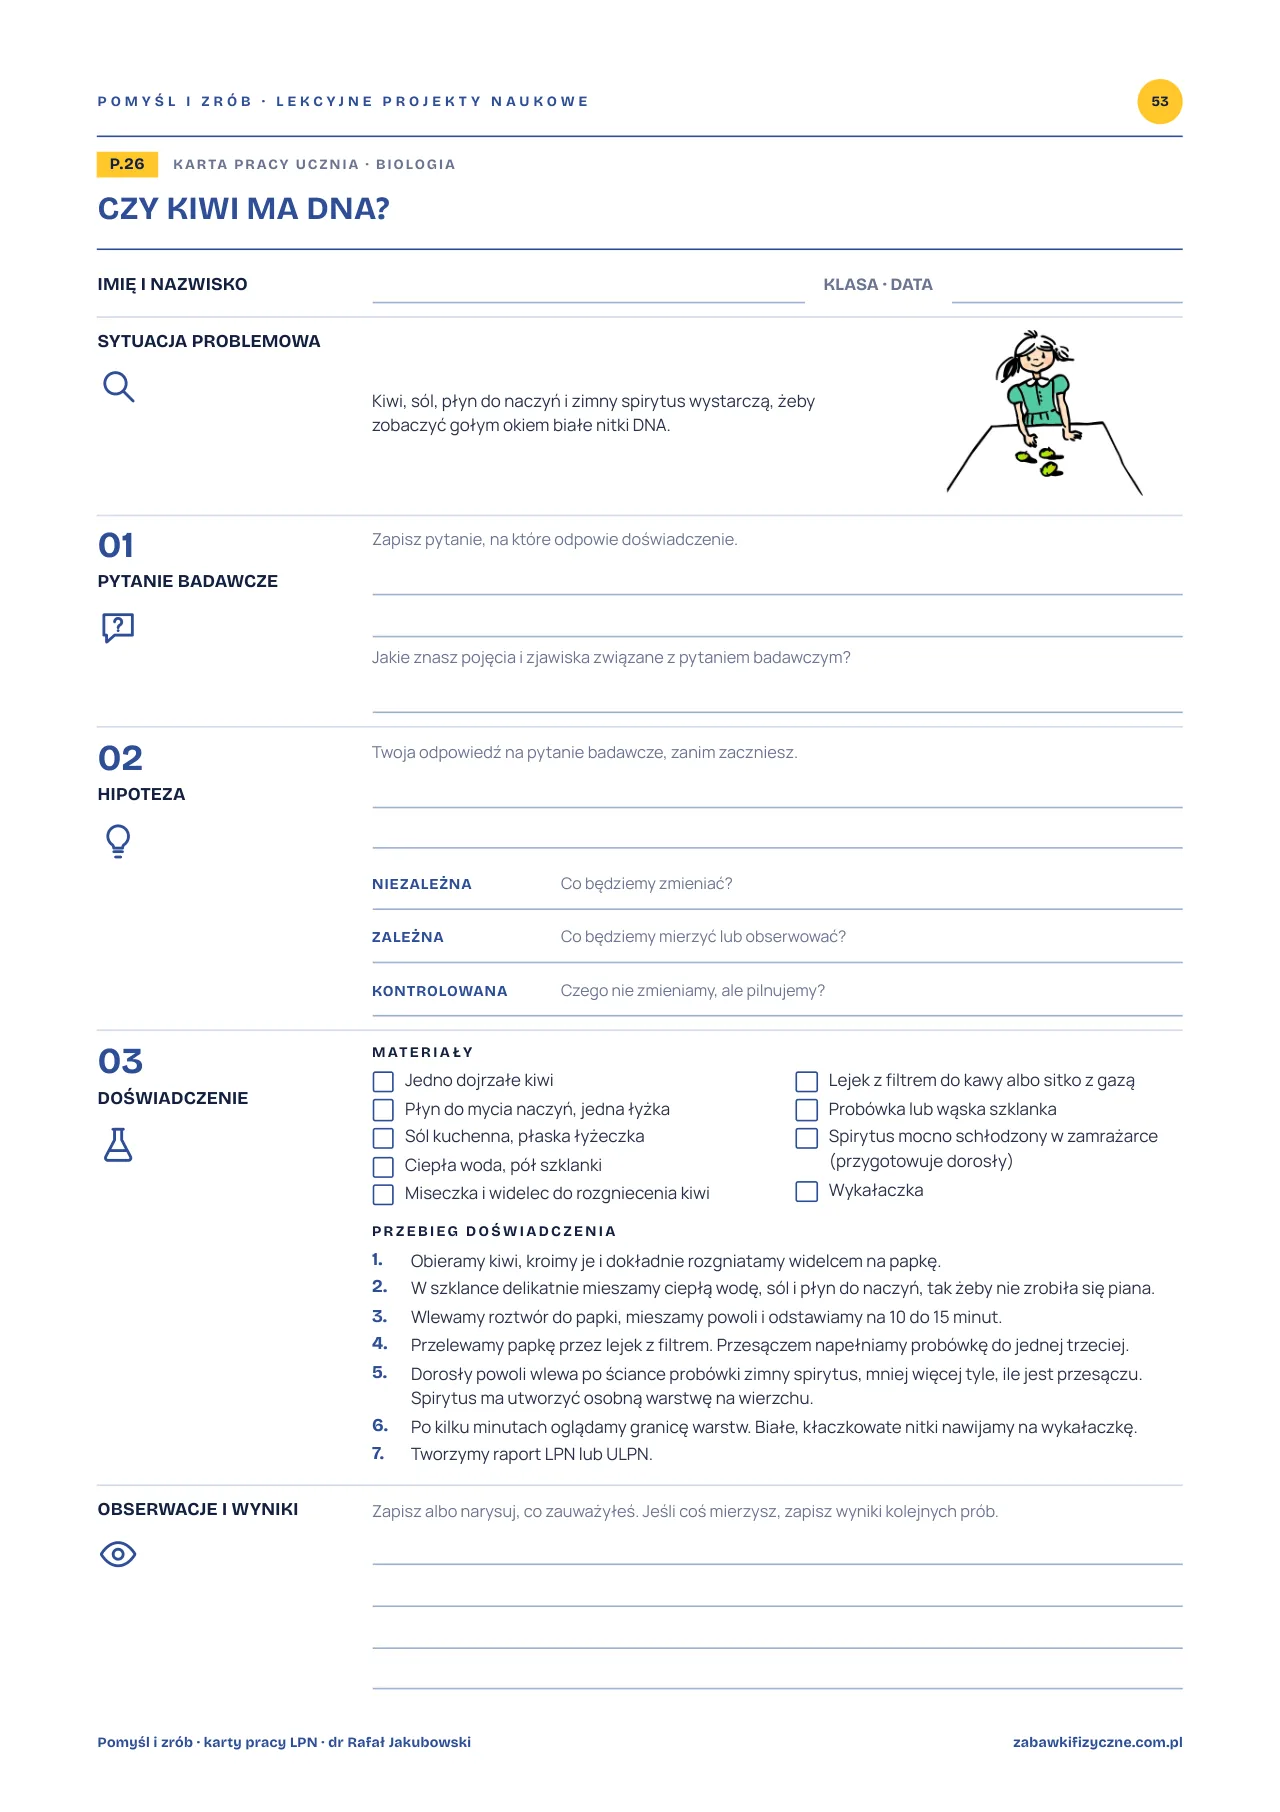 POMYŚL I ZRÓB · LEKCYJNE PROJEKTY NAUKOWE
53
P.26 KARTA PRACY UCZNIA · BIOLOGIA
CZY KIWI MA DNA?
IMIĘ I NAZWISKO
KLASA · DATA
SYTUACJA PROBLEMOWA
Kiwi, sól, płyn do naczyń i zimny spirytus wystarczą, żeby
zobaczyć gołym okiem białe nitki DNA.
01
PYTANIE BADAWCZE
Zapisz pytanie, na które odpowie doświadczenie.
Jakie znasz pojęcia i zjawiska związane z pytaniem badawczym?
02
HIPOTEZA
Twoja odpowiedź na pytanie badawcze, zanim zaczniesz.
NIEZALEŻNA Co będziemy zmieniać?
ZALEŻNA Co będziemy mierzyć lub obserwować?
KONTROLOWANA Czego nie zmieniamy, ale pilnujemy?
03
DOŚWIADCZENIE
MATERIAŁY
Jedno dojrzałe kiwi
Płyn do mycia naczyń, jedna łyżka
Sól kuchenna, płaska łyżeczka
Ciepła woda, pół szklanki
Miseczka i widelec do rozgniecenia kiwi
Lejek z filtrem do kawy albo sitko z gazą
Probówka lub wąska szklanka
Spirytus mocno schłodzony w zamrażarce
(przygotowuje dorosły)
Wykałaczka
PRZEBIEG DOŚWIADCZENIA
1. Obieramy kiwi, kroimy je i dokładnie rozgniatamy widelcem na papkę.
2. W szklance delikatnie mieszamy ciepłą wodę, sól i płyn do naczyń, tak żeby nie zrobiła się piana.
3. Wlewamy roztwór do papki, mieszamy powoli i odstawiamy na 10 do 15 minut.
4. Przelewamy papkę przez lejek z filtrem. Przesączem napełniamy probówkę do jednej trzeciej.
5. Dorosły powoli wlewa po ściance probówki zimny spirytus, mniej więcej tyle, ile jest przesączu.
Spirytus ma utworzyć osobną warstwę na wierzchu.
6. Po kilku minutach oglądamy granicę warstw. Białe, kłaczkowate nitki nawijamy na wykałaczkę.
7. Tworzymy raport LPN lub ULPN.
OBSERWACJE I WYNIKI
Zapisz albo narysuj, co zauważyłeś. Jeśli coś mierzysz, zapisz wyniki kolejnych prób.
Pomyśl i zrób · karty pracy LPN · dr Rafał Jakubowski
zabawkifizyczne.com.pl